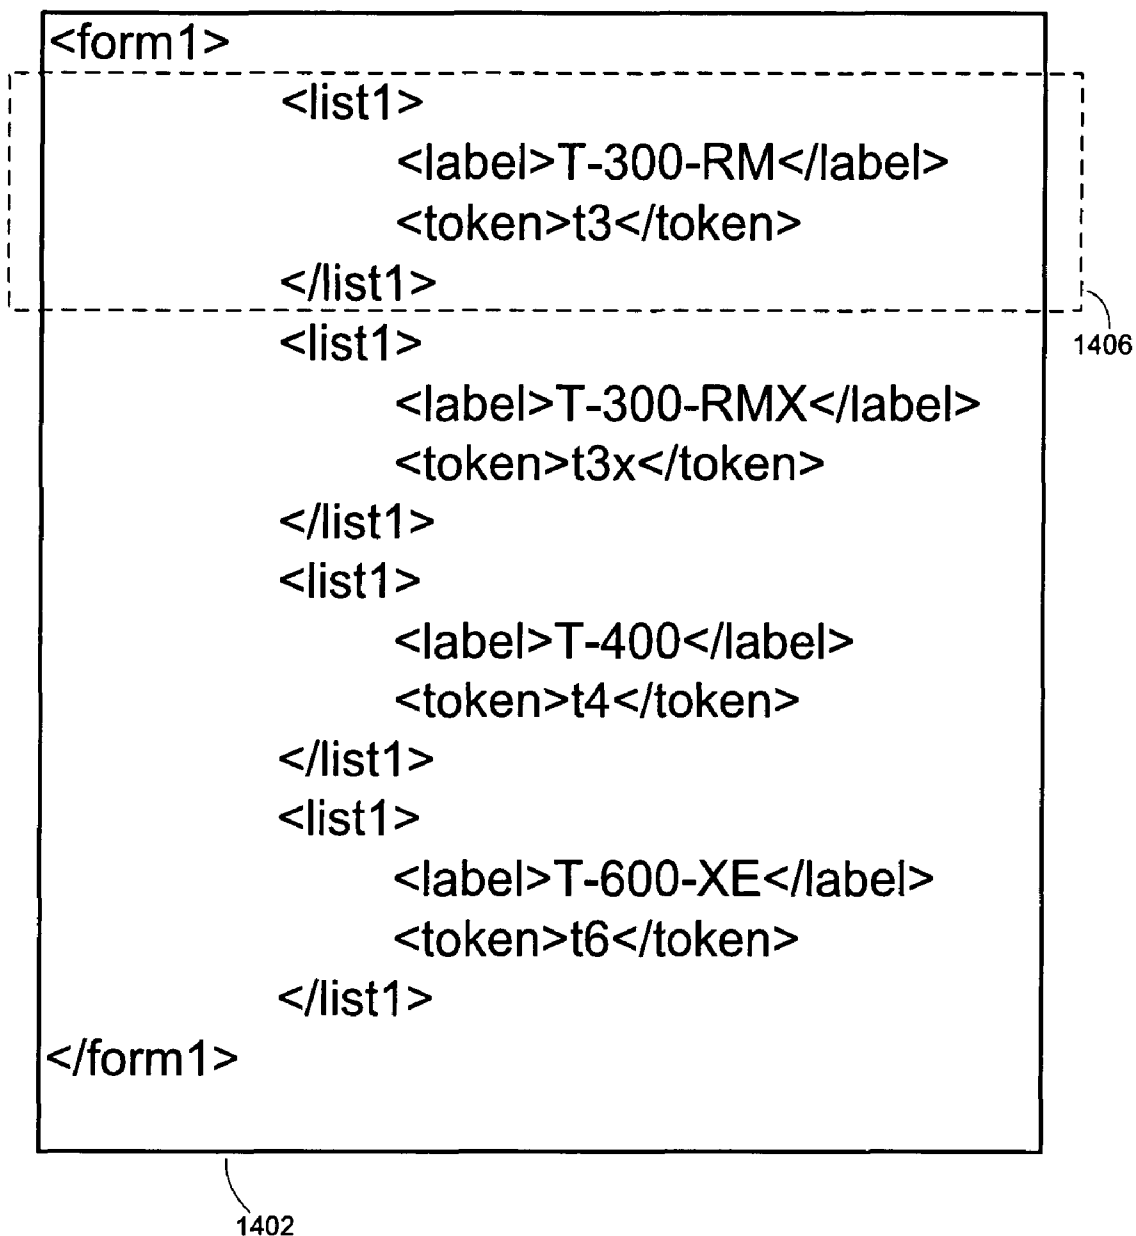 <form1>
<list1>
<label>T-300-RM</label>
<token>t3</token>
</list1>
1406
<list1>
<label>T-300-RMX</label>
<token>t3x</token>
</list1>
<list1>
<label>T-400</label>
<token>t4</token>
</list1>
<list1>
<label>T-600-XE</label>
<token>t6</token>
</list1>
</form1>
1402